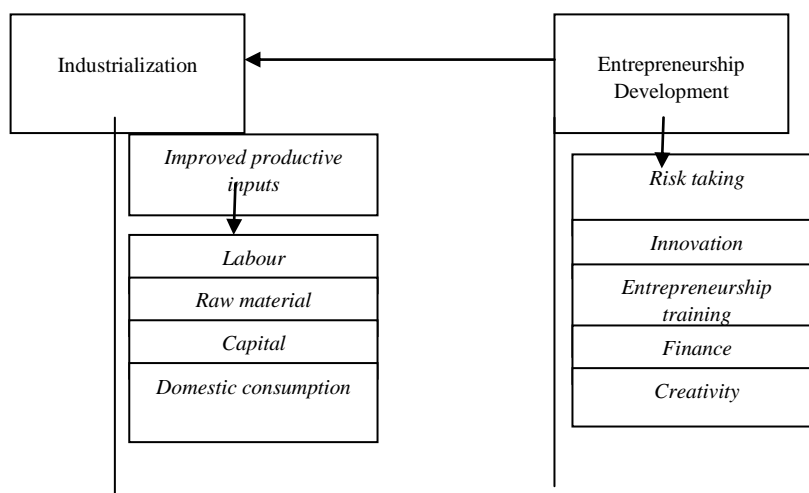 Industrialization
Entrepreneurship
Development
Improved productive
inputs
Labour
Raw material
Capital
Domestic consumption
Risk taking
Innovation
Entrepreneurship
training
Finance
Creativity